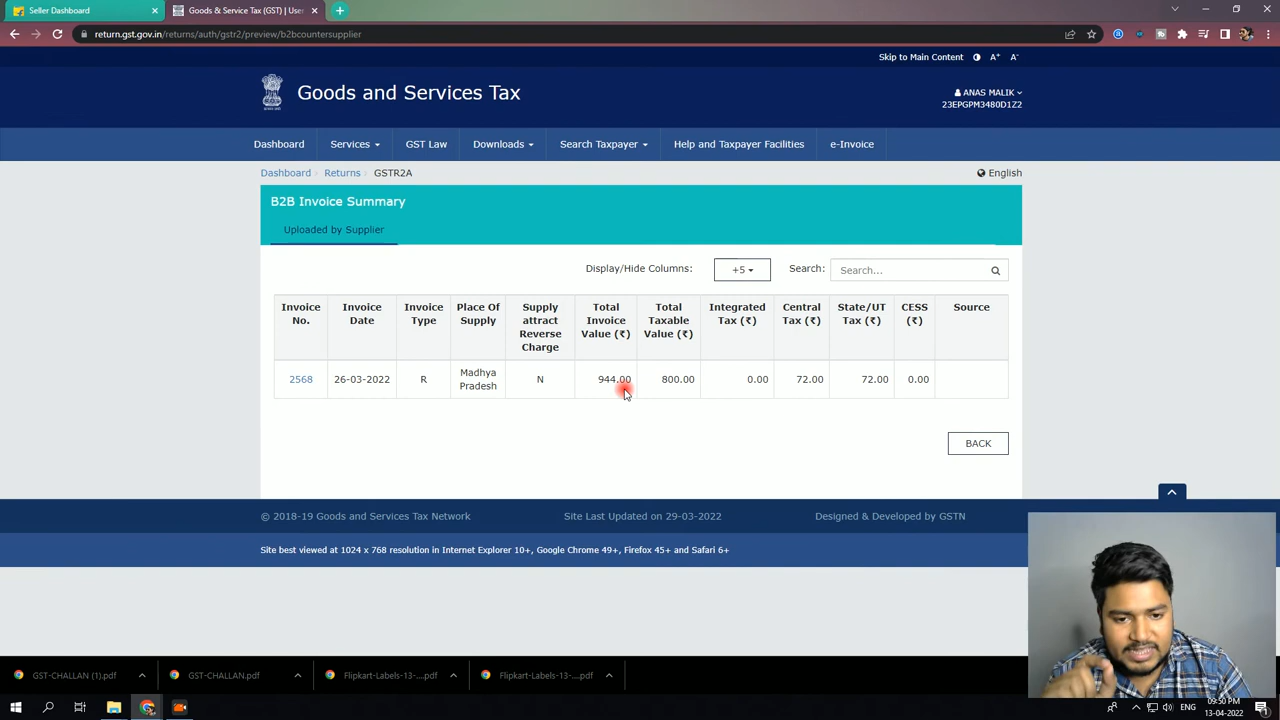 Seller Dashboard
Goods & Service Tax (GST) | User
return.gst.gov.in/returns/auth/gstr2/preview/b2bcountersupplier
Skip to Main Content A+ A-
Goods and Services Tax
ANAS MALIK
23EPGPM3480D1Z2
Dashboard Services GST Law Downloads Search Taxpayer Help and Taxpayer Facilities e-Invoice
Dashboard Returns GSTR2A English
B2B Invoice Summary
Uploaded by Supplier
Display/Hide Columns: +5 Search: Search...
Invoice No. Invoice Date Invoice Type Place Of Supply Supply attract Reverse Charge Total Invoice Value (₹) Total Taxable Value (₹) Integrated Tax (₹) Central Tax (₹) State/UT Tax (₹) CESS (₹) Source
2568 26-03-2022 R Madhya Pradesh N 944.00 800.00 0.00 72.00 72.00 0.00
BACK
© 2018-19 Goods and Services Tax Network Site Last Updated on 29-03-2022 Designed & Developed by GSTN
Site best viewed at 1024 x 768 resolution in Internet Explorer 10+, Google Chrome 49+, Firefox 45+ and Safari 6+
GST-CHALLAN (1).pdf GST-CHALLAN.pdf Flipkart-Labels-13-....pdf Flipkart-Labels-13-....pdf
ENG 09:50 PM
13-04-2022